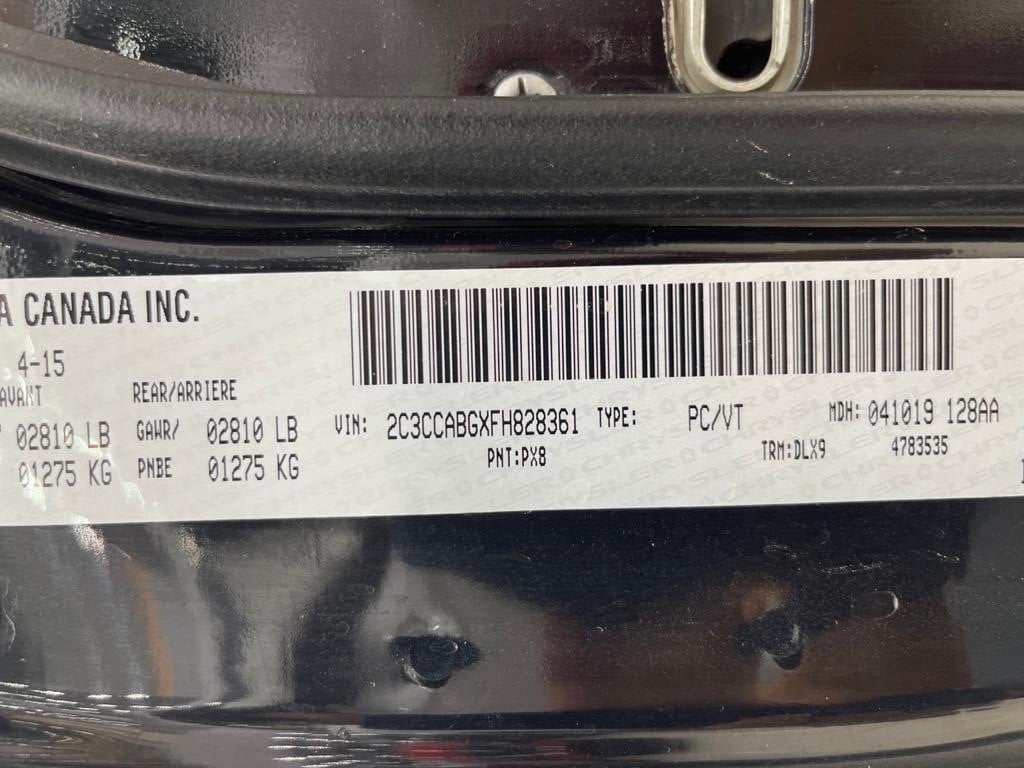 A CANADA INC.
4-15
AVANT REAR/ARRIERE
02810 LB GAWR/ 02810 LB
01275 KG PNBE 01275 KG
VIN: 2C3CCABGXFH828361 TYPE: PC/VT MDH: 041019 128AA
PNT:PX8 TRM:DLX9 4783535
CHRYSLER